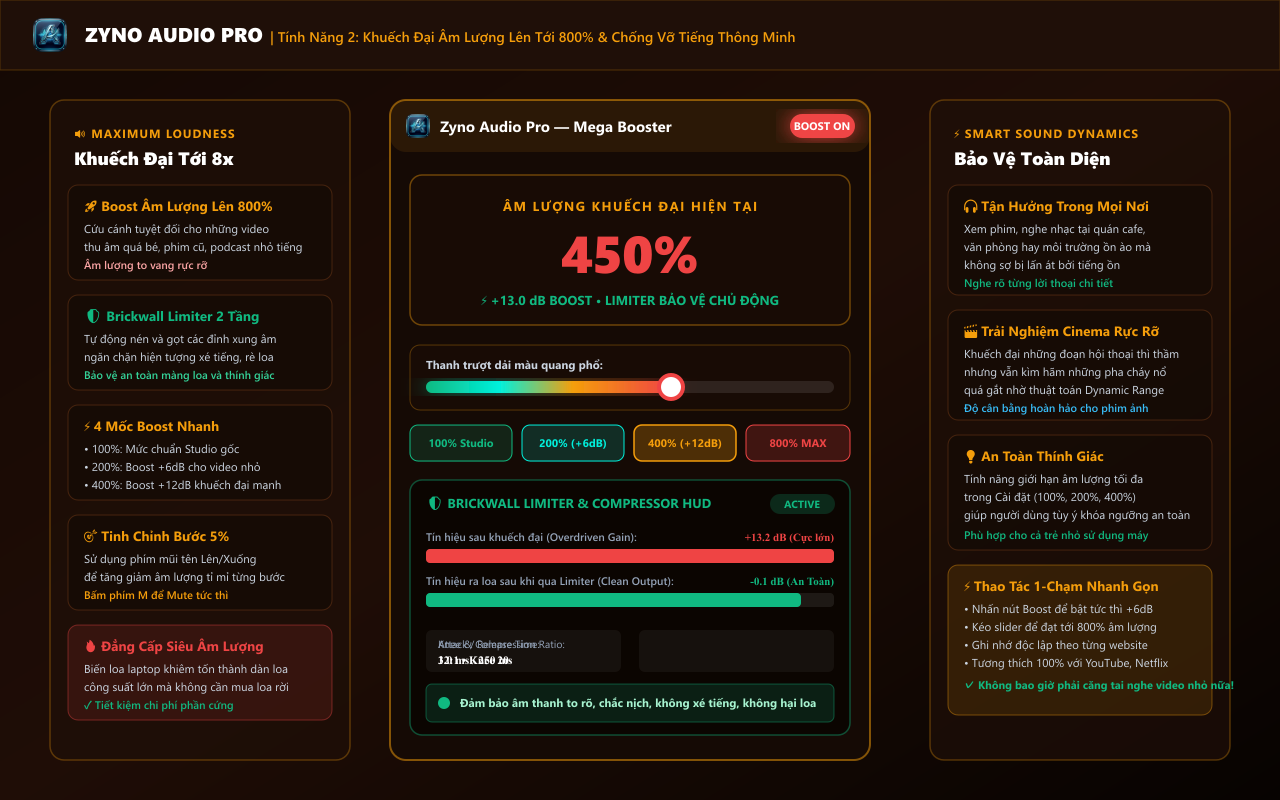 ZYNO AUDIO PRO | Tính Năng 2: Khuếch Đại Âm Lượng Lên Tới 800% & Chống Vỡ Tiếng Thông Minh
MAXIMUM LOUDNESS
Khuếch Đại Tới 8x
Boost Âm Lượng Lên 800%
Cứu cánh tuyệt đối cho những video
thu âm quá bé, phim cũ, podcast nhỏ tiếng
Âm lượng to vang rực rỡ
Brickwall Limiter 2 Tầng
Tự động nén và gọt các đỉnh xung âm
ngăn chặn hiện tượng xé tiếng, rè loa
Bảo vệ an toàn màng loa và thính giác
⚡ 4 Mốc Boost Nhanh
• 100%: Mức chuẩn Studio gốc
• 200%: Boost +6dB cho video nhỏ
• 400%: Boost +12dB khuếch đại mạnh
Tinh Chỉnh Bước 5%
Sử dụng phím mũi tên Lên/Xuống
để tăng giảm âm lượng tỉ mỉ từng bước
Bấm phím M để Mute tức thì
Đẳng Cấp Siêu Âm Lượng
Biến loa laptop khiêm tốn thành dàn loa
công suất lớn mà không cần mua loa rời
✓ Tiết kiệm chi phí phần cứng
Zyno Audio Pro — Mega Booster
BOOST ON
ÂM LƯỢNG KHUẾCH ĐẠI HIỆN TẠI
450%
⚡ +13.0 dB BOOST • LIMITER BẢO VỆ CHỦ ĐỘNG
Thanh trượt dải màu quang phổ:
100% Studio
200% (+6dB)
400% (+12dB)
800% MAX
BRICKWALL LIMITER & COMPRESSOR HUD
ACTIVE
Tín hiệu sau khuếch đại (Overdriven Gain):
+13.2 dB (Cực lớn)
Tín hiệu ra loa sau khi qua Limiter (Clean Output):
-0.1 dB (An Toàn)
Đảm bảo âm thanh to rõ, chắc nịch, không xé tiếng, không hại loa
⚡ SMART SOUND DYNAMICS
Bảo Vệ Toàn Diện
Tận Hưởng Trong Mọi Nơi
Xem phim, nghe nhạc tại quán cafe,
văn phòng hay môi trường ồn ào mà
không sợ bị lấn át bởi tiếng ồn
Nghe rõ từng lời thoại chi tiết
Trải Nghiệm Cinema Rực Rỡ
Khuếch đại những đoạn hội thoại thì thầm
nhưng vẫn kìm hãm những pha cháy nổ
quá gắt nhờ thuật toán Dynamic Range
Độ cân bằng hoàn hảo cho phim ảnh
An Toàn Thính Giác
Tính năng giới hạn âm lượng tối đa
trong Cài đặt (100%, 200%, 400%)
giúp người dùng tùy ý khóa ngưỡng an toàn
Phù hợp cho cả trẻ nhỏ sử dụng máy
⚡ Thao Tác 1-Chạm Nhanh Gọn
• Nhấn nút Boost để bật tức thì +6dB
• Kéo slider để đạt tới 800% âm lượng
• Ghi nhớ độc lập theo từng website
• Tương thích 100% với YouTube, Netflix
✓ Không bao giờ phải căng tai nghe video nhỏ nữa!